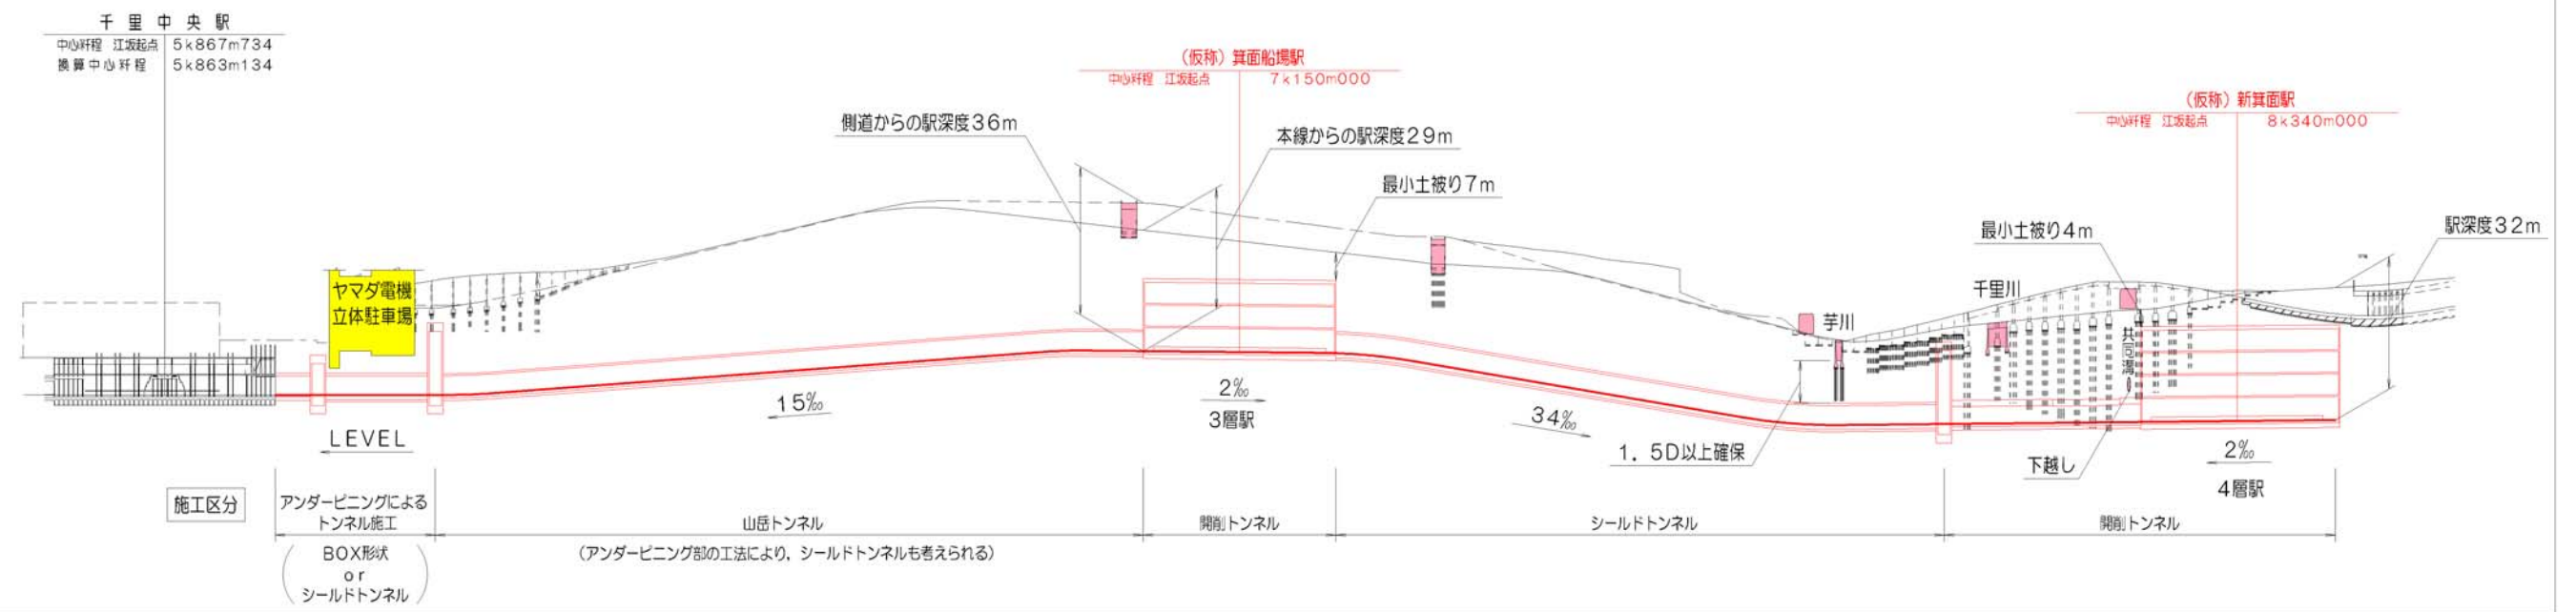 千里中央駅
中心粁程 江坂起点 5k867m734
換算中心粁程 5k863m134
(仮称)箕面船場駅
中心粁程 江坂起点 7k150m000
(仮称)新箕面駅
中心粁程 江坂起点 8k340m000
側道からの駅深度36m
本線からの駅深度29m
最小土被り7m
最小土被り4m
駅深度32m
ヤマダ電機
立体駐車場
芋川
千里川
共同溝
LEVEL
15‰
2‰
3層駅
34‰
1.5D以上確保
下越し
2‰
4層駅
施工区分
アンダーピニングによる
トンネル施工
BOX形状
or
シールドトンネル
山岳トンネル
(アンダーピニング部の工法により,シールドトンネルも考えられる)
開削トンネル
シールドトンネル
開削トンネル